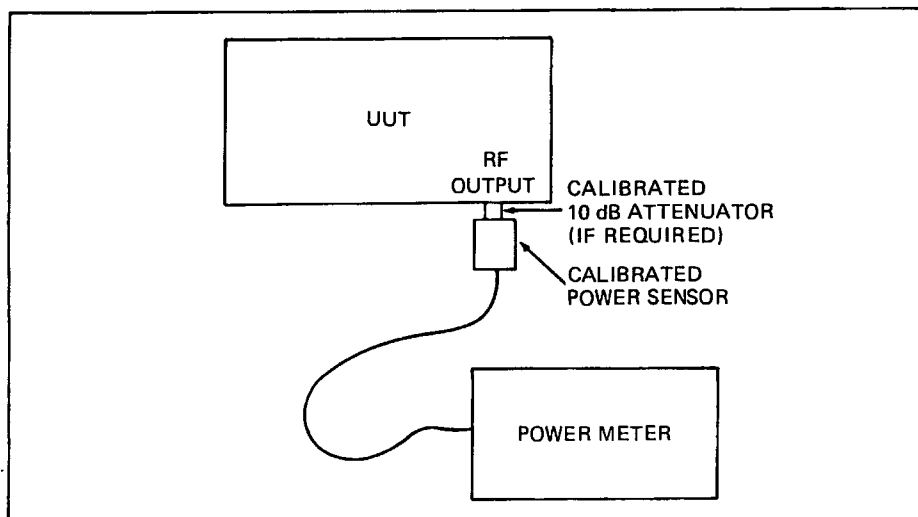 UUT
RF
OUTPUT
CALIBRATED
10 dB ATTENUATOR
(IF REQUIRED)
CALIBRATED
POWER SENSOR
POWER METER